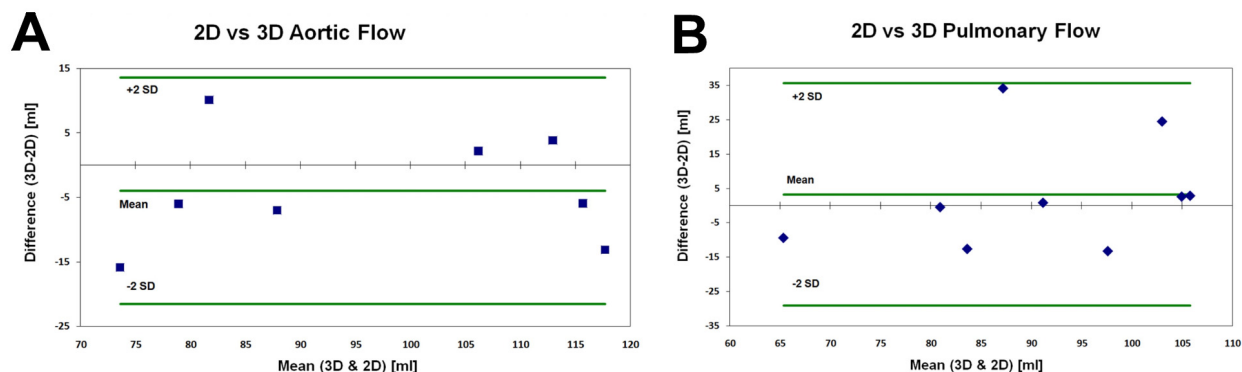 A
2D vs 3D Aortic Flow
Difference (3D-2D) [ml]
15
5
-5
-15
-25
+2 SD
Mean
-2 SD
70 75 80 85 90 95 100 105 110 115 120
Mean (3D & 2D) [ml]
B
2D vs 3D Pulmonary Flow
Difference (3D-2D) [ml]
35
25
15
5
-5
-15
-25
-35
+2 SD
Mean
-2 SD
60 65 70 75 80 85 90 95 100 105 110
Mean (3D & 2D) [ml]